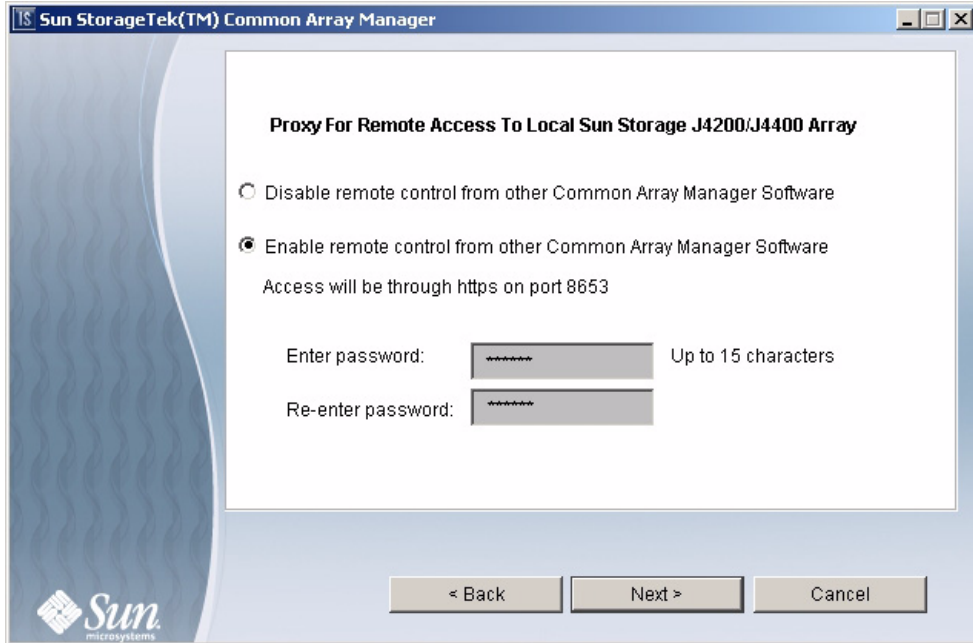 Sun StorageTek(TM) Common Array Manager
Proxy For Remote Access To Local Sun Storage J4200/J4400 Array
Disable remote control from other Common Array Manager Software
Enable remote control from other Common Array Manager Software
Access will be through https on port 8653
Enter password: ****** Up to 15 characters
Re-enter password: ******
< Back Next > Cancel
Sun
microsystems